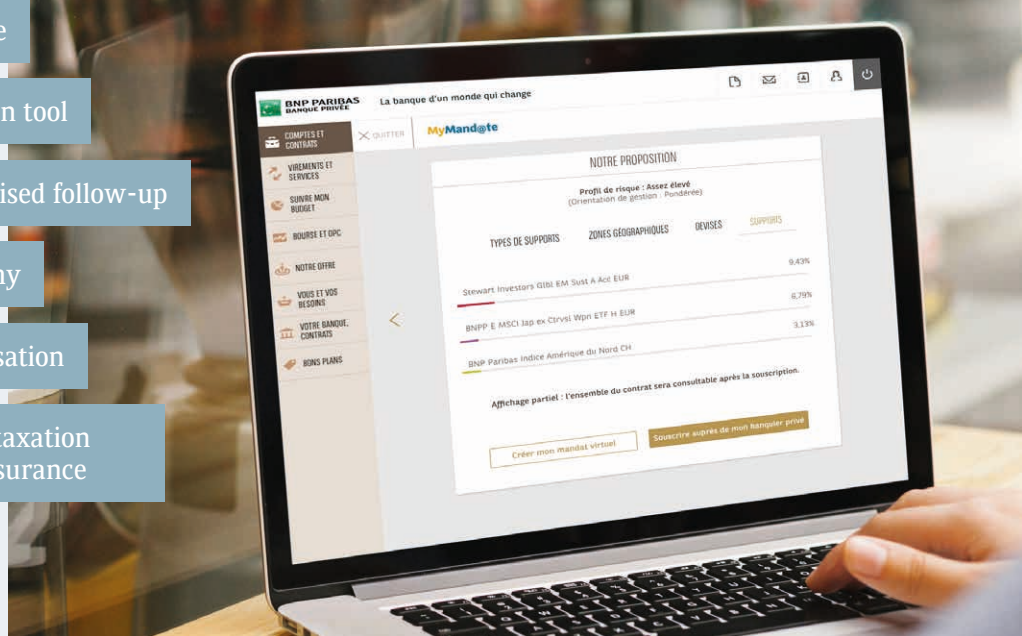 e
n tool
ised follow-up
ny
sation
taxation
surance
BNP PARIBAS
BANQUE PRIVÉE
La banque d'un monde qui change
COMPTES ET
CONTRATS
QUITTER
MyMand@te
VIREMENTS ET
SERVICES
SUIVRE MON
BUDGET
BOURSE ET OPC
NOTRE OFFRE
VOUS ET VOS
BESOINS
VOTRE BANQUE,
CONTRATS
BONS PLANS
NOTRE PROPOSITION
Profil de risque : Assez élevé
(Orientation de gestion : Pondérée)
TYPES DE SUPPORTS
ZONES GÉOGRAPHIQUES
DEVISES
SUPPORTS
Stewart Investors Glbl EM Sust A Acc EUR
9,43%
BNPP E MSCI Jap ex Ctrvsl Wpn ETF H EUR
6,79%
BNP Paribas Indice Amérique du Nord CH
3,13%
Affichage partiel : l'ensemble du contrat sera consultable après la souscription.
Créer mon mandat virtuel
Souscrire auprès de mon banquier privé